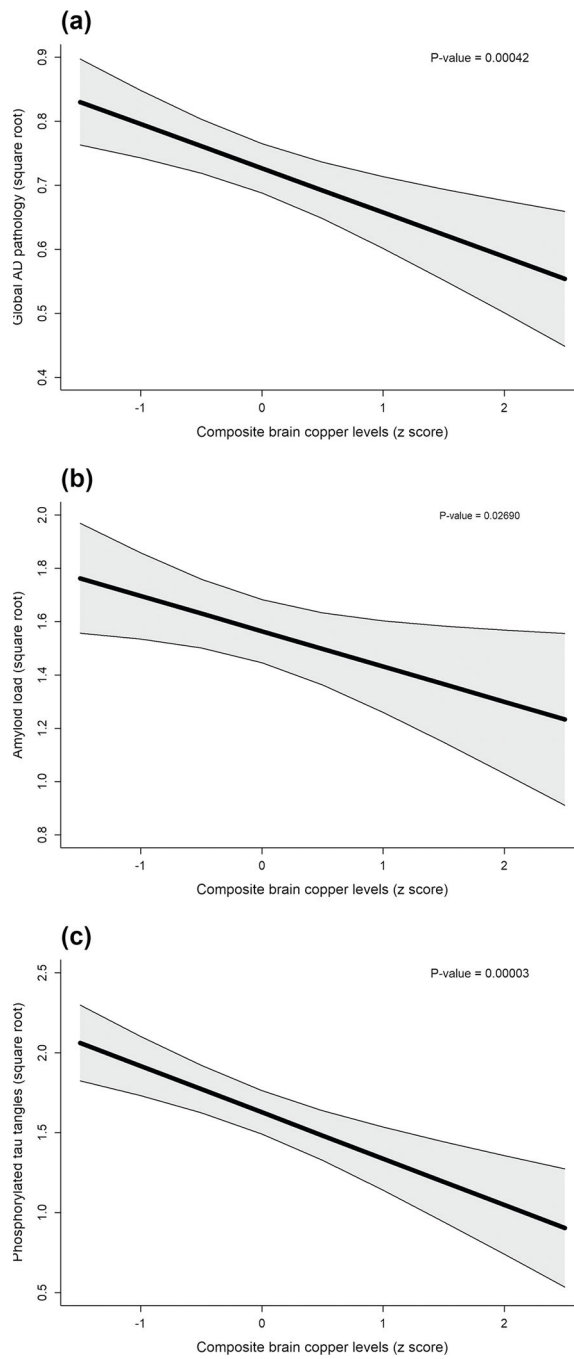 (a)
P-value = 0.00042
Global AD pathology (square root)
0.9
0.8
0.7
0.6
0.5
0.4
-1 0 1 2
Composite brain copper levels (z score)
(b)
P-value = 0.02690
Amyloid load (square root)
2.0
1.8
1.6
1.4
1.2
1.0
0.8
-1 0 1 2
Composite brain copper levels (z score)
(c)
P-value = 0.00003
Phosphorylated tau tangles (square root)
2.5
2.0
1.5
1.0
0.5
-1 0 1 2
Composite brain copper levels (z score)